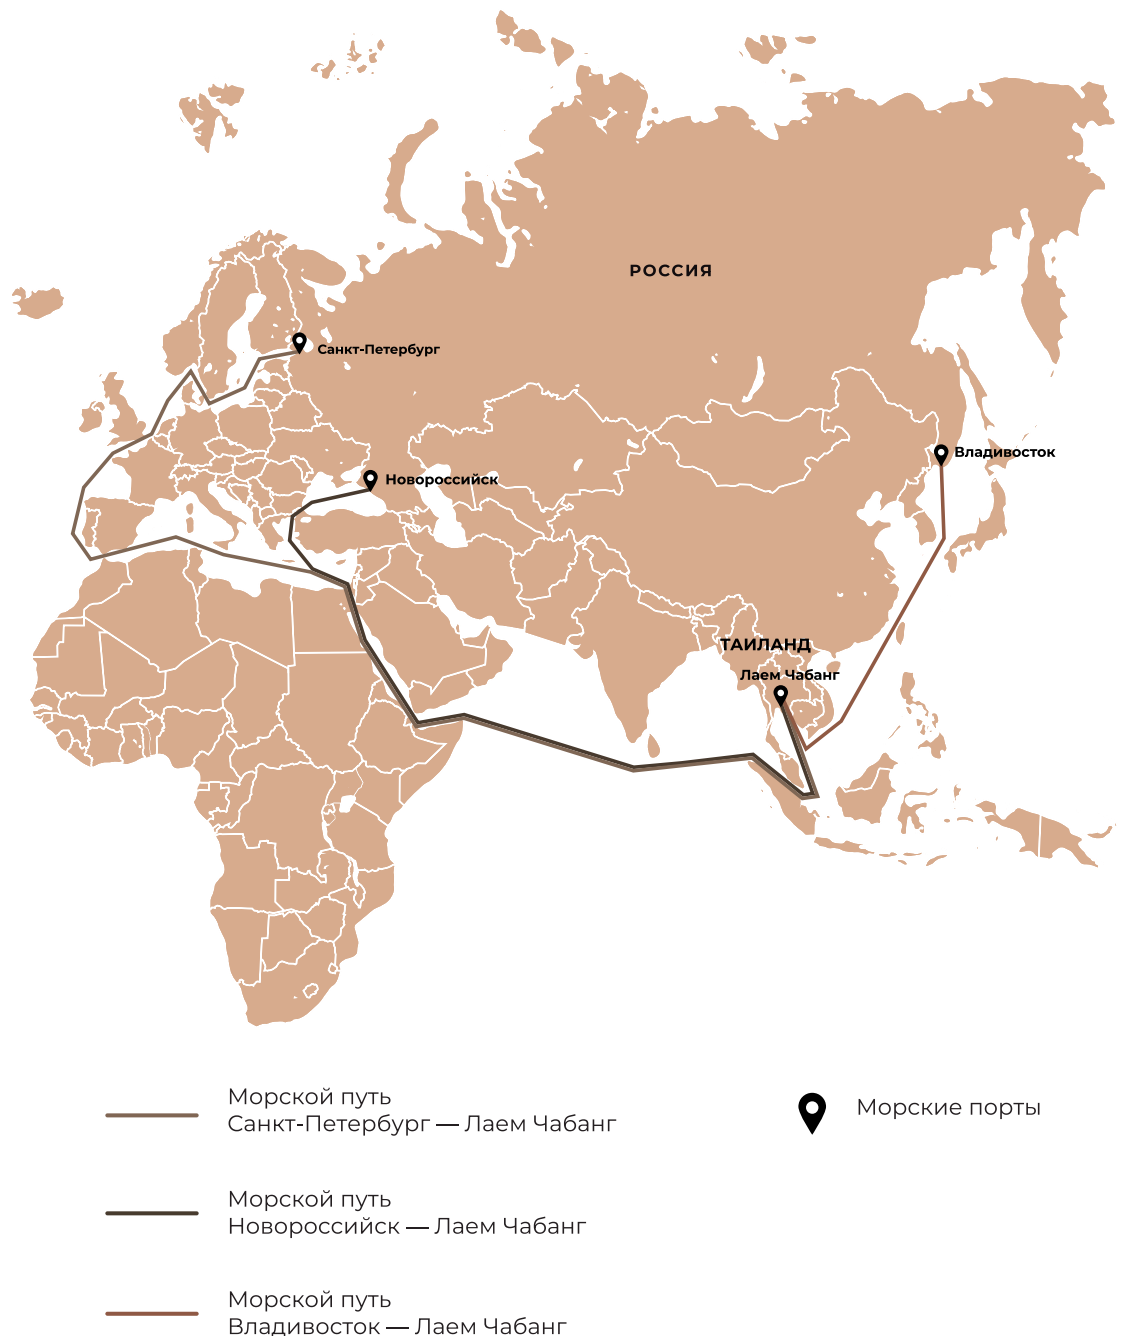 РОССИЯ
Санкт-Петербург
Владивосток
Новороссийск
ТАИЛАНД
Лаем Чабанг
Морской путь
Санкт-Петербург — Лаем Чабанг
Морские порты
Морской путь
Новороссийск — Лаем Чабанг
Морской путь
Владивосток — Лаем Чабанг